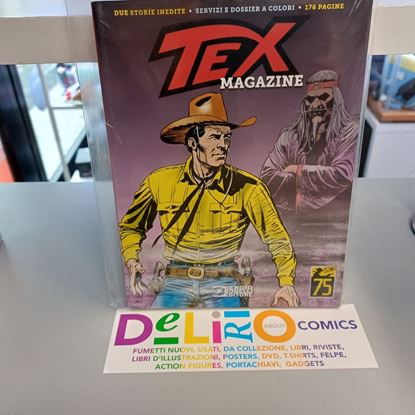 DUE STORIE INEDITE • SERVIZI E DOSSIER A COLORI • 176 PAGINE
TEX
MAGAZINE
SERGIO
BONELLI
EDITORE
75
DeLiRiO ABOUT COMICS
FUMETTI NUOVI, USATI, DA COLLEZIONE, LIBRI, RIVISTE,
LIBRI D'ILLUSTRAZIONI, POSTERS, DVD, T-SHIRTS, FELPE,
ACTION FIGURES, PORTACHIAVI, GADGETS